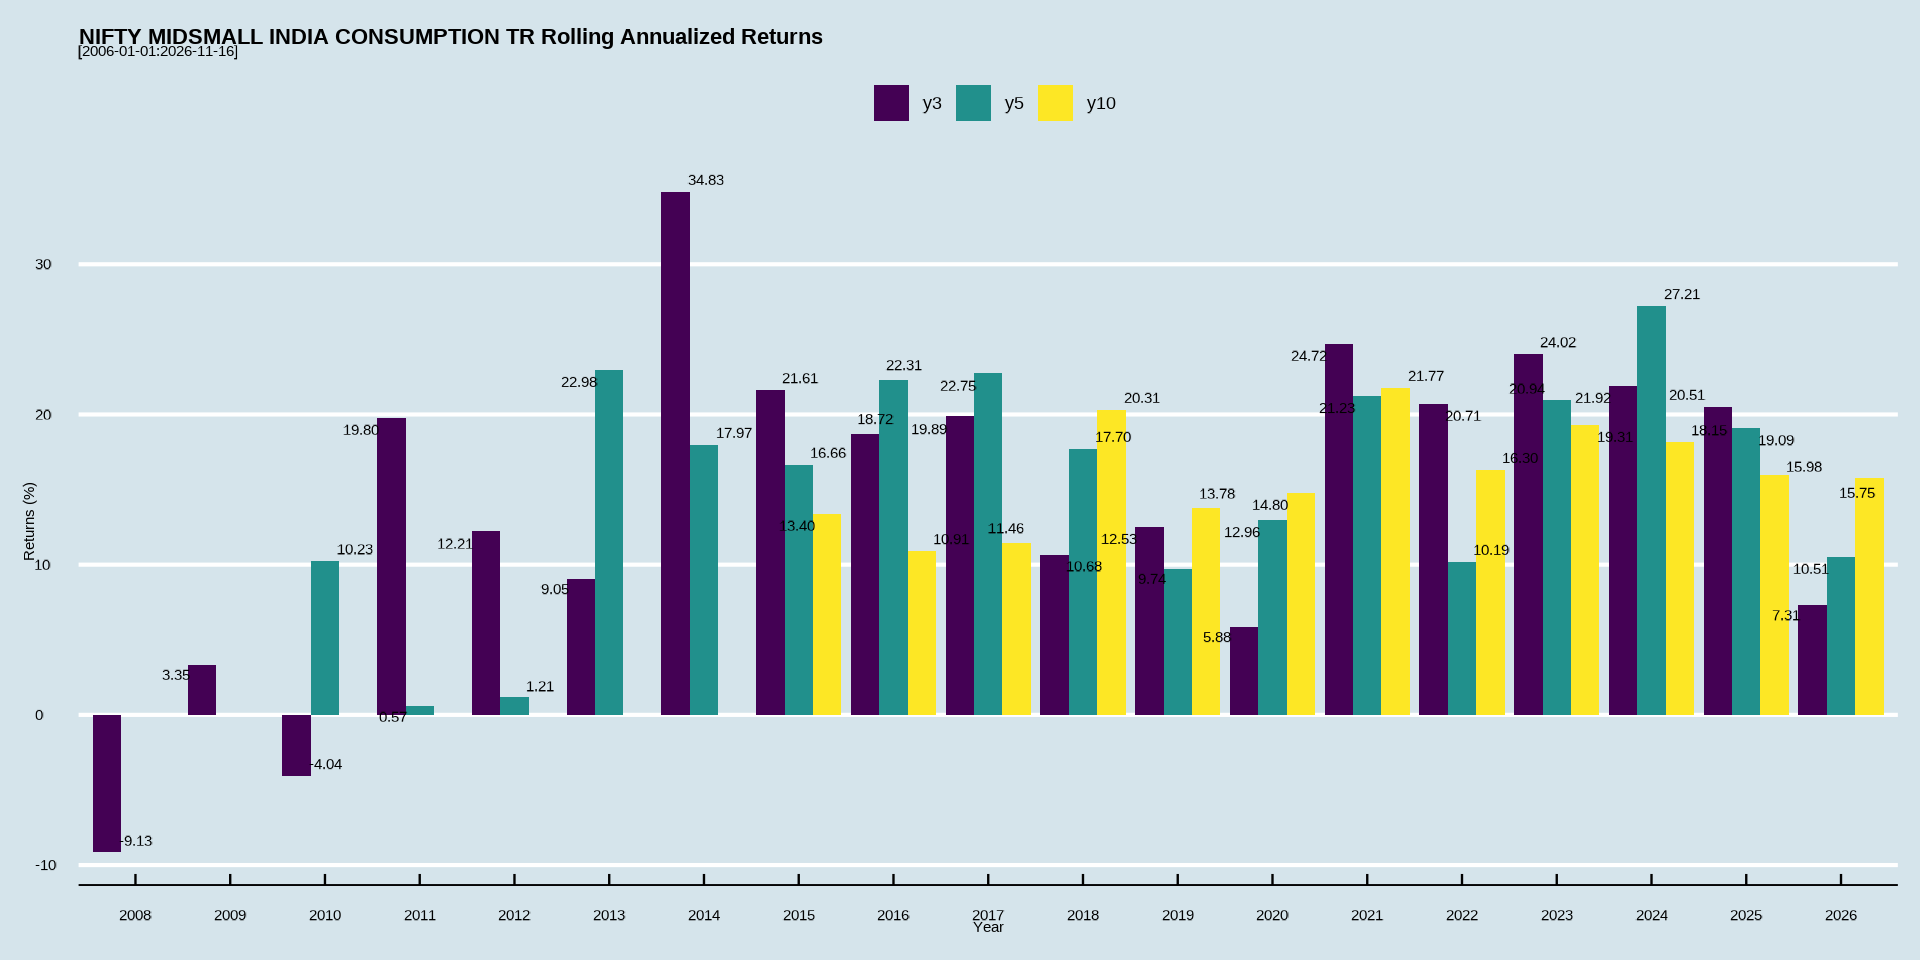 NIFTY MIDSMALL INDIA CONSUMPTION TR Rolling Annualized Returns
[2006-01-01:2026-11-16]
y3 y5 y10
34.83
30
27.21
24.02
24.72
22.31
22.98 21.61 22.75 21.77
20.31 20.94 21.92 20.51
20 21.23 20.71
19.80 17.97 18.72 19.89 17.70 19.31 18.15 19.09
16.66 16.30 15.98
Returns (%)
13.40 13.78 14.80 15.75
12.21 10.91 11.46 12.53 12.96
10.23 10.19
10 10.68 9.74 10.51
9.05
7.31
5.88
3.35
1.21
0 0.57
-4.04
-9.13
-10
2008 2009 2010 2011 2012 2013 2014 2015 2016 2017 2018 2019 2020 2021 2022 2023 2024 2025 2026
Year